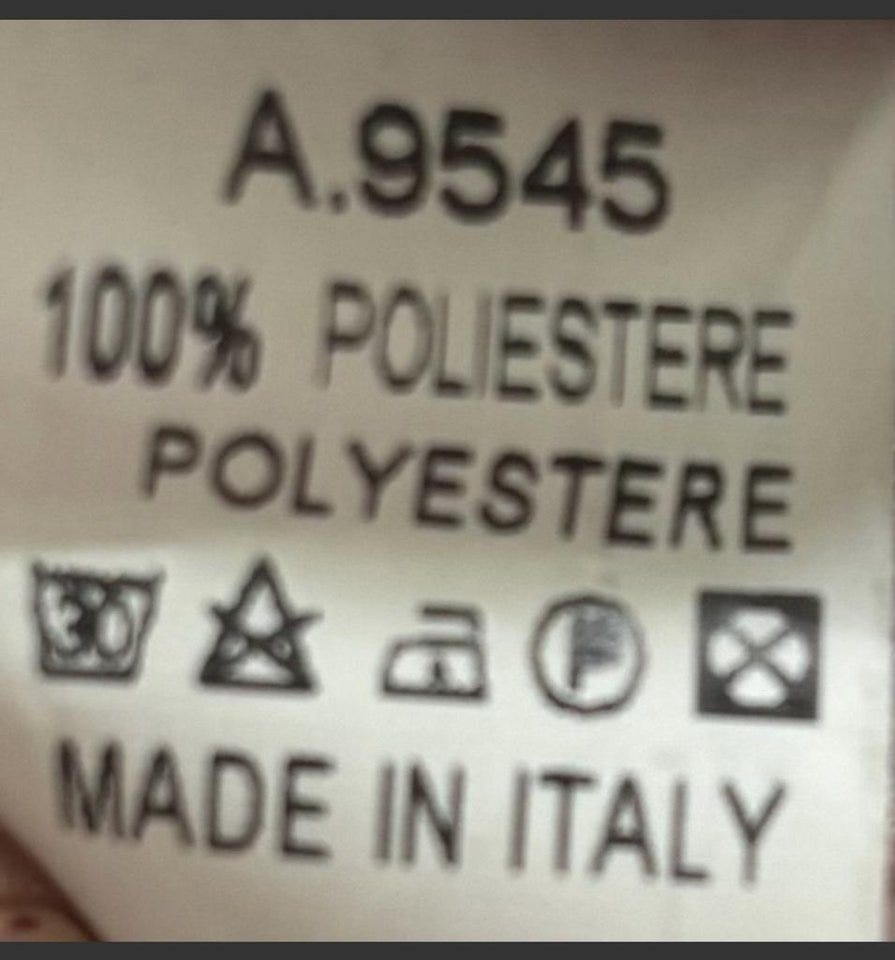 A.9545
100% POLIESTERE
POLYESTERE
30 F
MADE IN ITALY